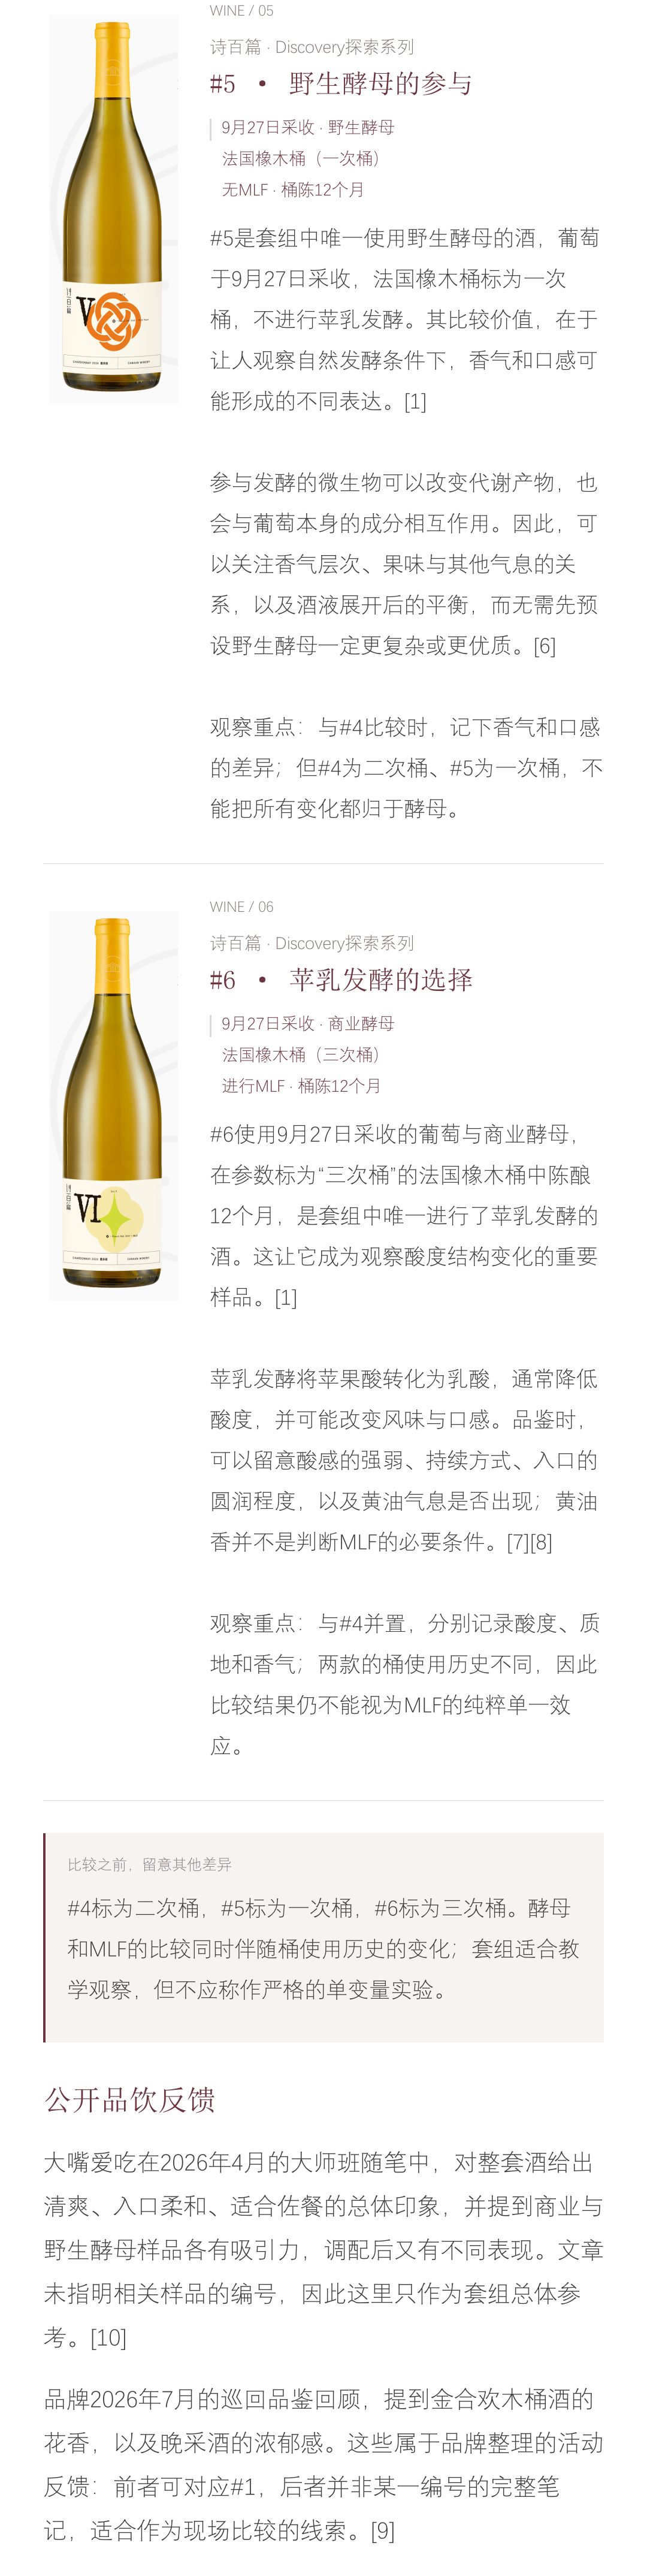 WINE / 05
诗百篇 · Discovery探索系列
#5 • 野生酵母的参与
9月27日采收 · 野生酵母
法国橡木桶（一次桶）
无MLF · 桶陈12个月
#5是套组中唯一使用野生酵母的酒，葡萄
于9月27日采收，法国橡木桶标为一次
桶，不进行苹乳发酵。其比较价值，在于
让人观察自然发酵条件下，香气和口感可
能形成的不同表达。[1]
参与发酵的微生物可以改变代谢产物，也
会与葡萄本身的成分相互作用。因此，可
以关注香气层次、果味与其他气息的关
系，以及酒液展开后的平衡，而无需先预
设野生酵母一定更复杂或更优质。[6]
观察重点：与#4比较时，记下香气和口感
的差异；但#4为二次桶、#5为一次桶，不
能把所有变化都归于酵母。
诗百篇
V
WINE / 06
诗百篇 · Discovery探索系列
#6 • 苹乳发酵的选择
9月27日采收 · 商业酵母
法国橡木桶（三次桶）
进行MLF · 桶陈12个月
#6使用9月27日采收的葡萄与商业酵母，
在参数标为“三次桶”的法国橡木桶中陈酿
12个月，是套组中唯一进行了苹乳发酵的
酒。这让它成为观察酸度结构变化的重要
样品。[1]
苹乳发酵将苹果酸转化为乳酸，通常降低
酸度，并可能改变风味与口感。品鉴时，
可以留意酸感的强弱、持续方式、入口的
圆润程度，以及黄油气息是否出现；黄油
香并不是判断MLF的必要条件。[7][8]
观察重点：与#4并置，分别记录酸度、质
地和香气；两款的桶使用历史不同，因此
比较结果仍不能视为MLF的纯粹单一效
应。
诗百篇
VI
比较之前，留意其他差异
#4标为二次桶，#5标为一次桶，#6标为三次桶。酵母
和MLF的比较同时伴随桶使用历史的变化；套组适合教
学观察，但不应称作严格的单变量实验。
公开品饮反馈
大嘴爱吃在2026年4月的大师班随笔中，对整套酒给出
清爽、入口柔和、适合佐餐的总体印象，并提到商业与
野生酵母样品各有吸引力，调配后又有不同表现。文章
未指明相关样品的编号，因此这里只作为套组总体参
考。[10]
品牌2026年7月的巡回品鉴回顾，提到金合欢木桶酒的
花香，以及晚采酒的浓郁感。这些属于品牌整理的活动
反馈：前者可对应#1，后者并非某一编号的完整笔
记，适合作为现场比较的线索。[9]